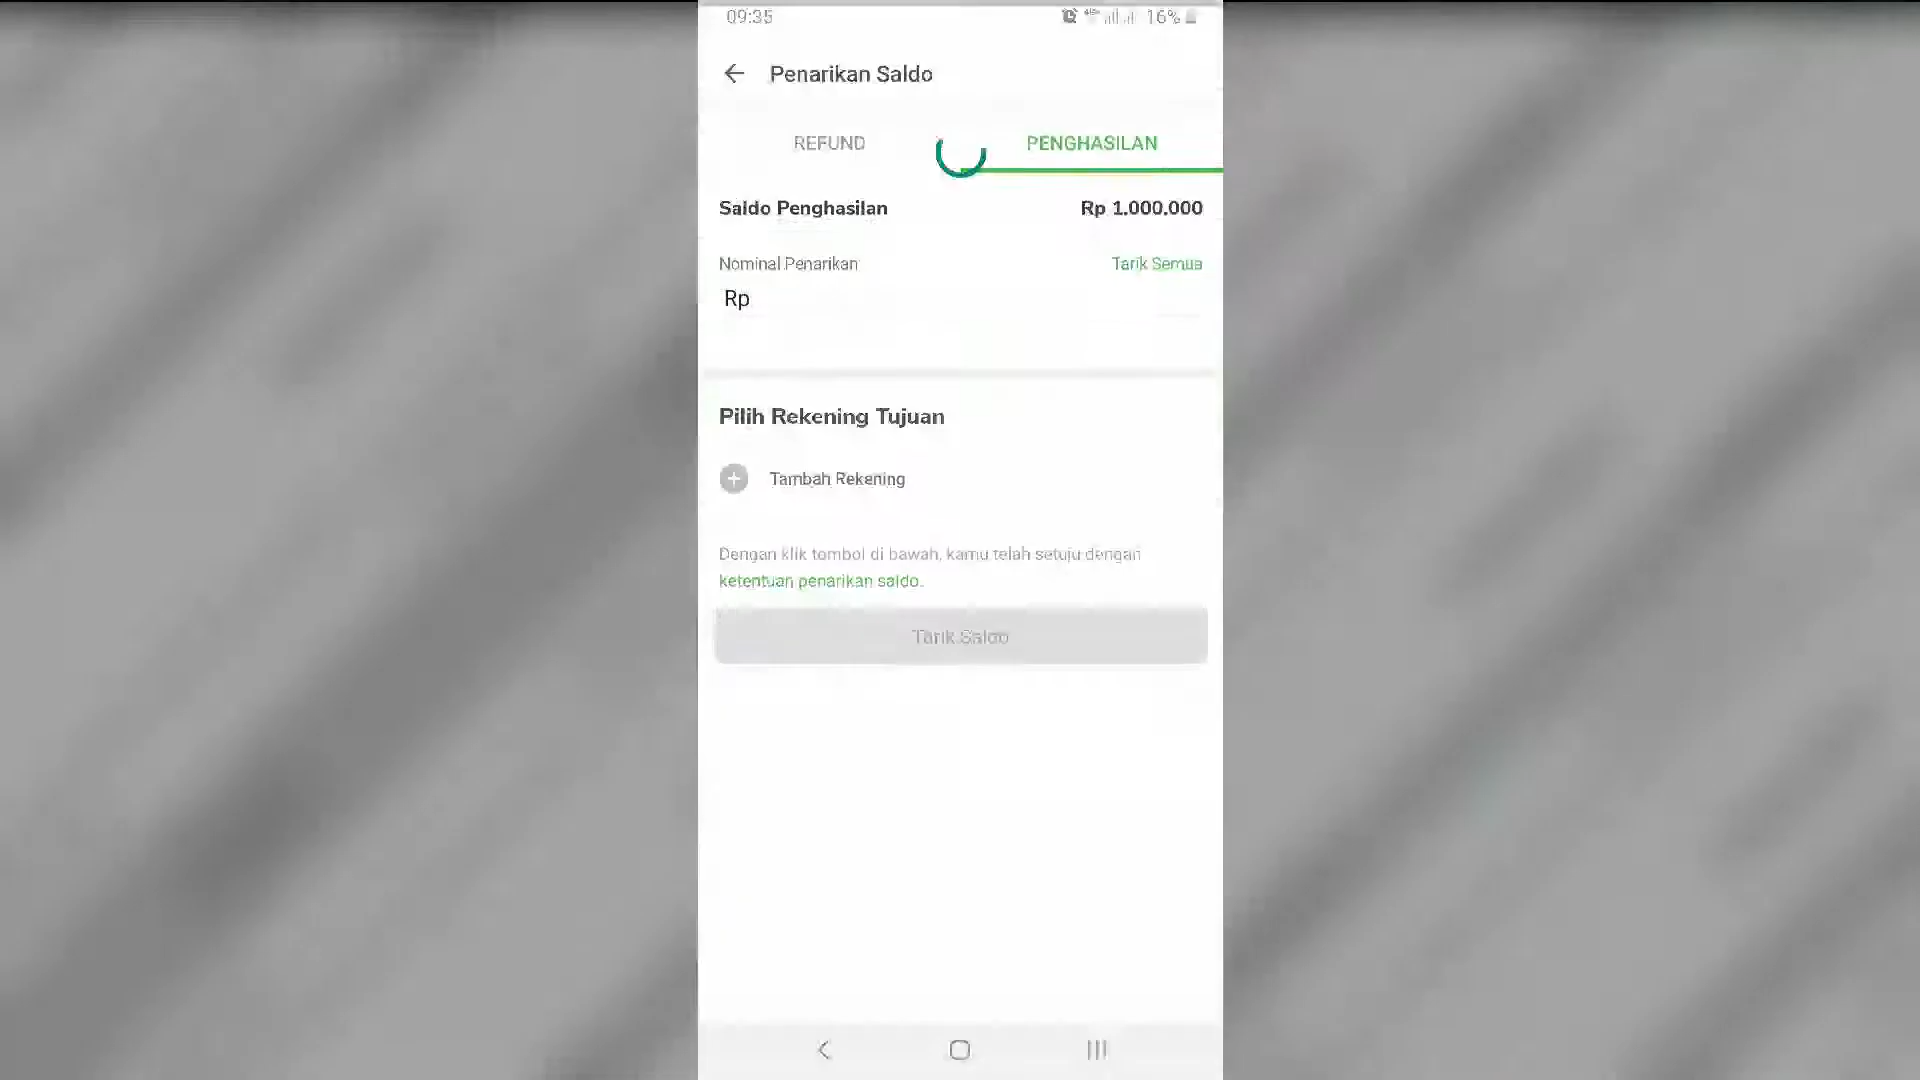 09:35 16%
Penarikan Saldo
REFUND PENGHASILAN
Saldo Penghasilan Rp 1.000.000
Nominal Penarikan Tarik Semua
Rp
Pilih Rekening Tujuan
Tambah Rekening
Dengan klik tombol di bawah, kamu telah setuju dengan
ketentuan penarikan saldo.
Tarik Saldo